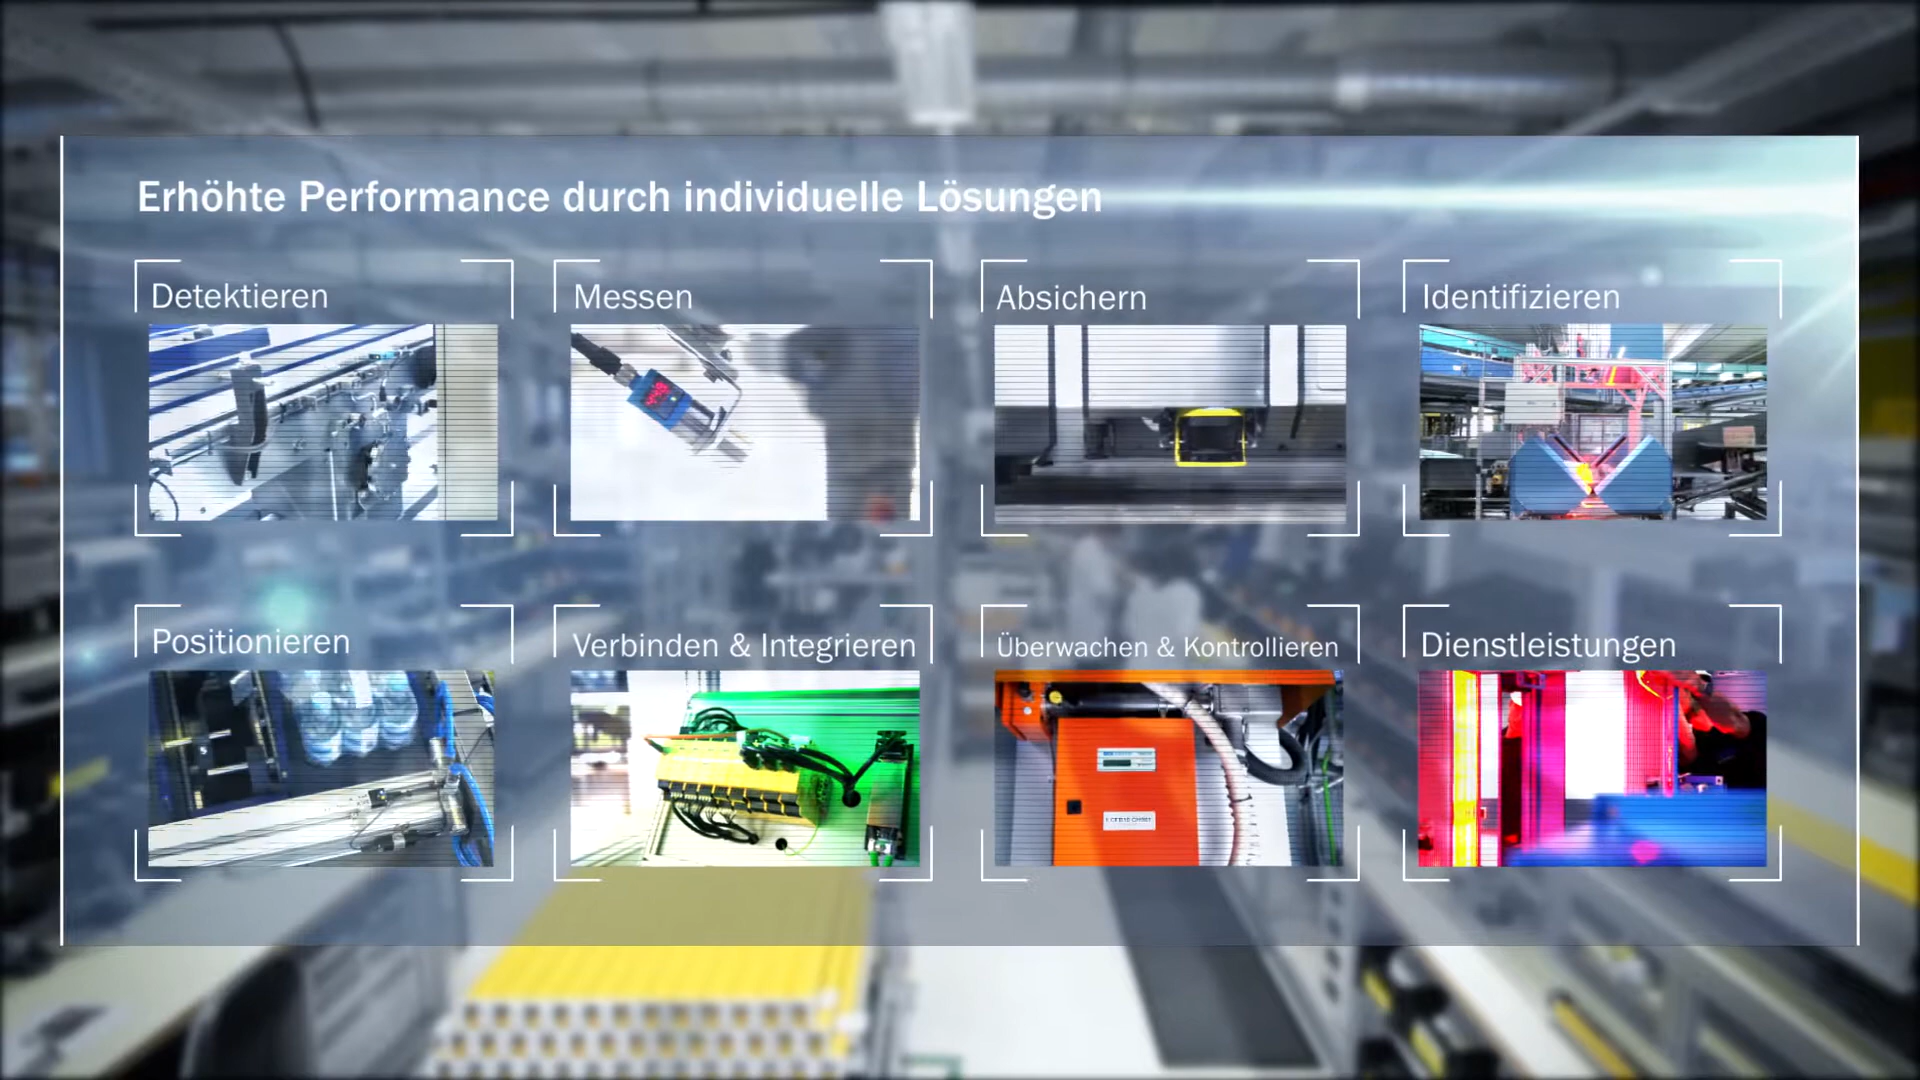 Erhöhte Performance durch individuelle Lösungen
Detektieren
Messen
Absichern
Identifizieren
Positionieren
Verbinden & Integrieren
Überwachen & Kontrollieren
Dienstleistungen